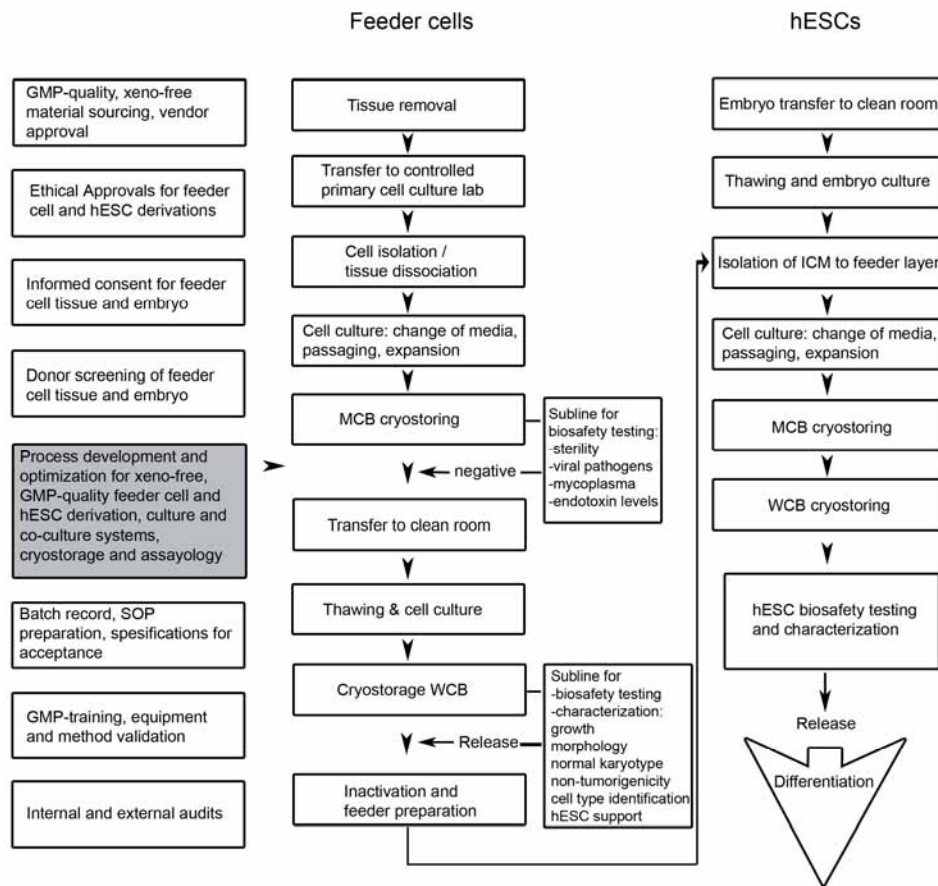 Feeder cells
hESCs
GMP-quality, xeno-free
material sourcing, vendor
approval
Ethical Approvals for feeder
cell and hESC derivations
Informed consent for feeder
cell tissue and embryo
Donor screening of feeder
cell tissue and embryo
Process development and
optimization for xeno-free,
GMP-quality feeder cell and
hESC derivation, culture and
co-culture systems,
cryostorage and assayology
Batch record, SOP
preparation, spesifications for
acceptance
GMP-training, equipment
and method validation
Internal and external audits
Tissue removal
Transfer to controlled
primary cell culture lab
Cell isolation /
tissue dissociation
Cell culture: change of media,
passaging, expansion
MCB cryostoring
Subline for
biosafety testing:
-sterility
-viral pathogens
-mycoplasma
-endotoxin levels
negative
Transfer to clean room
Thawing & cell culture
Cryostorage WCB
Subline for
-biosafety testing
-characterization:
growth
morphology
normal karyotype
non-tumorigenicity
cell type identification
hESC support
Release
Inactivation and
feeder preparation
Embryo transfer to clean room
Thawing and embryo culture
Isolation of ICM to feeder layer
Cell culture: change of media,
passaging, expansion
MCB cryostoring
WCB cryostoring
hESC biosafety testing
and characterization
Release
Differentiation